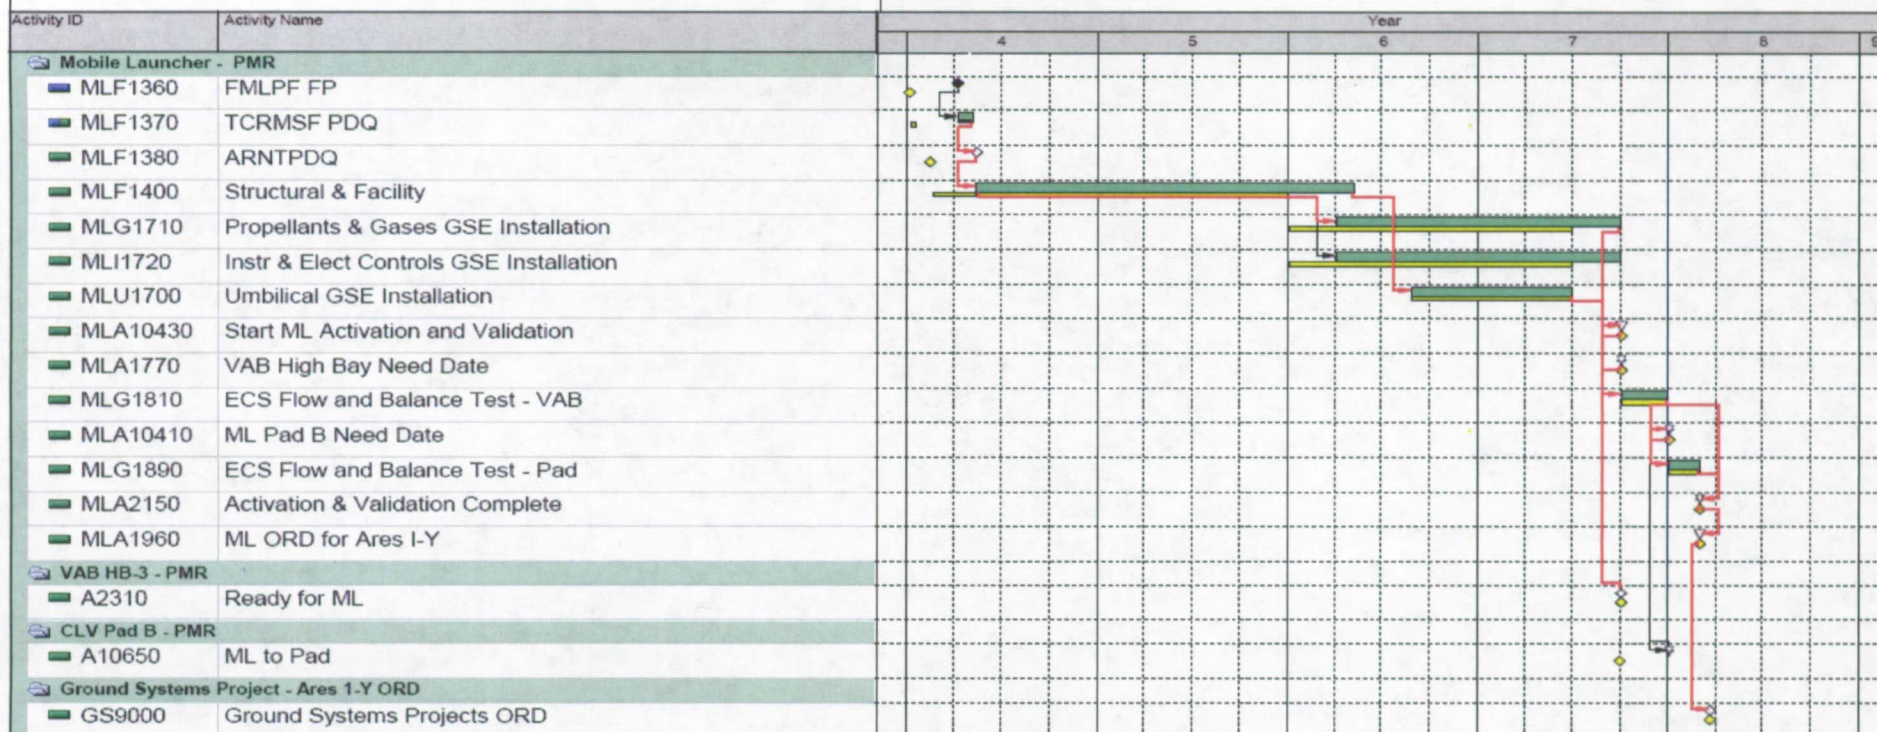 Activity ID Activity Name Year
4 5 6 7 8 9
Mobile Launcher - PMR
MLF1360 FMLPF FP
MLF1370 TCRMSF PDQ
MLF1380 ARNTPDQ
MLF1400 Structural & Facility
MLG1710 Propellants & Gases GSE Installation
MLI1720 Instr & Elect Controls GSE Installation
MLU1700 Umbilical GSE Installation
MLA10430 Start ML Activation and Validation
MLA1770 VAB High Bay Need Date
MLG1810 ECS Flow and Balance Test - VAB
MLA10410 ML Pad B Need Date
MLG1890 ECS Flow and Balance Test - Pad
MLA2150 Activation & Validation Complete
MLA1960 ML ORD for Ares I-Y
VAB HB-3 - PMR
A2310 Ready for ML
CLV Pad B - PMR
A10650 ML to Pad
Ground Systems Project - Ares 1-Y ORD
GS9000 Ground Systems Projects ORD